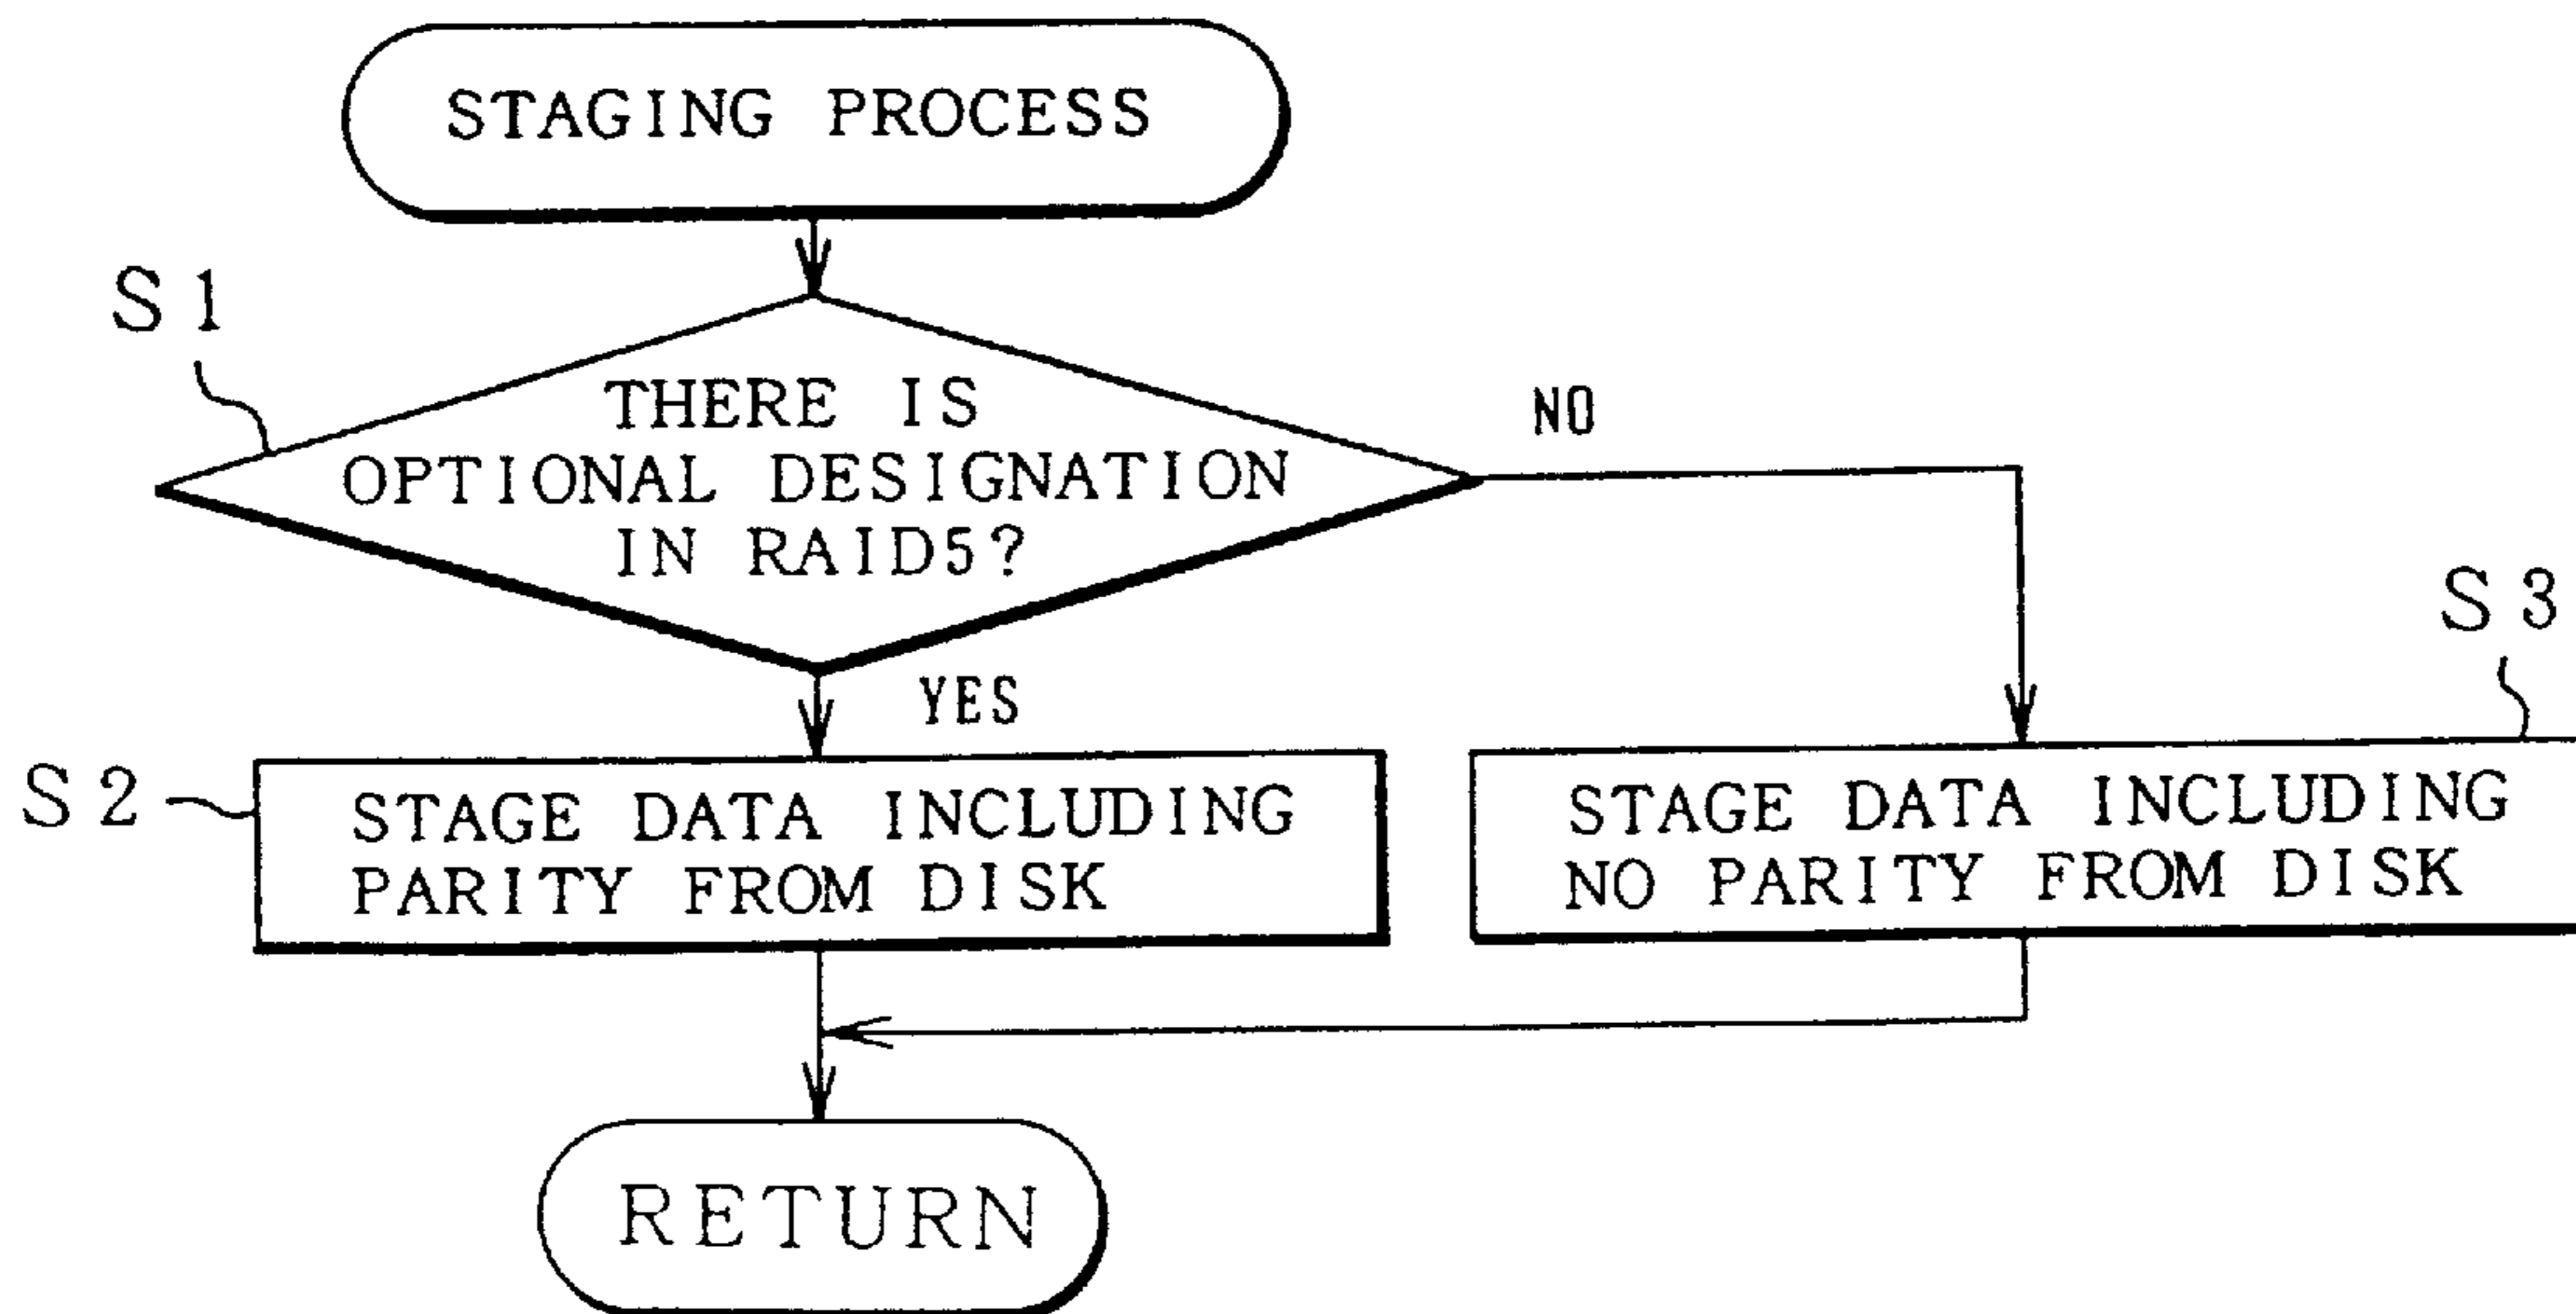 STAGING PROCESS
S1
THERE IS
OPTIONAL DESIGNATION
IN RAID5?
NO
YES
S2
STAGE DATA INCLUDING
PARITY FROM DISK
S3
STAGE DATA INCLUDING
NO PARITY FROM DISK
RETURN